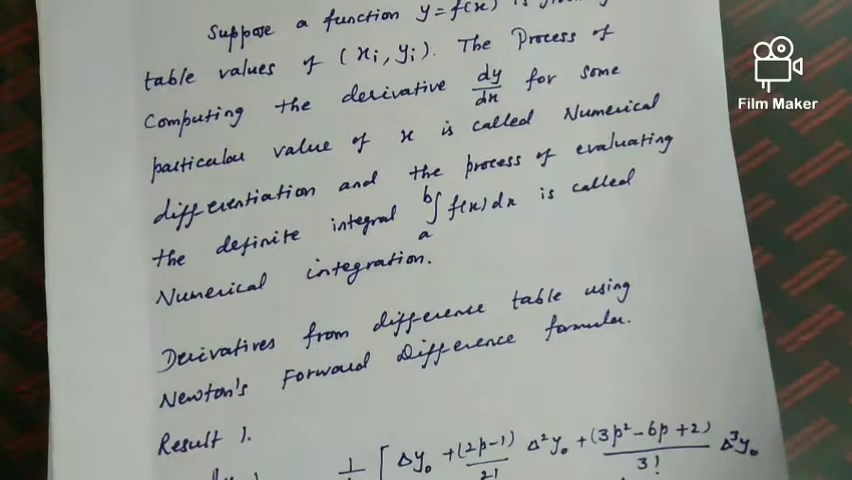 Suppose a function y = f(x) is
table values of (xi, yi). The Process of
Computing the derivative dy/dx for some
particular value of x is called Numerical
differentiation and the process of evaluating
the definite integral ∫ₐᵇ f(x) dx is called
Numerical integration.
Derivatives from difference table using
Newton's Forward Difference formula.
Result 1.
[Δy₀ + (2p-1)/2! Δ²y₀ + (3p²-6p+2)/3! Δ³y₀
Film Maker